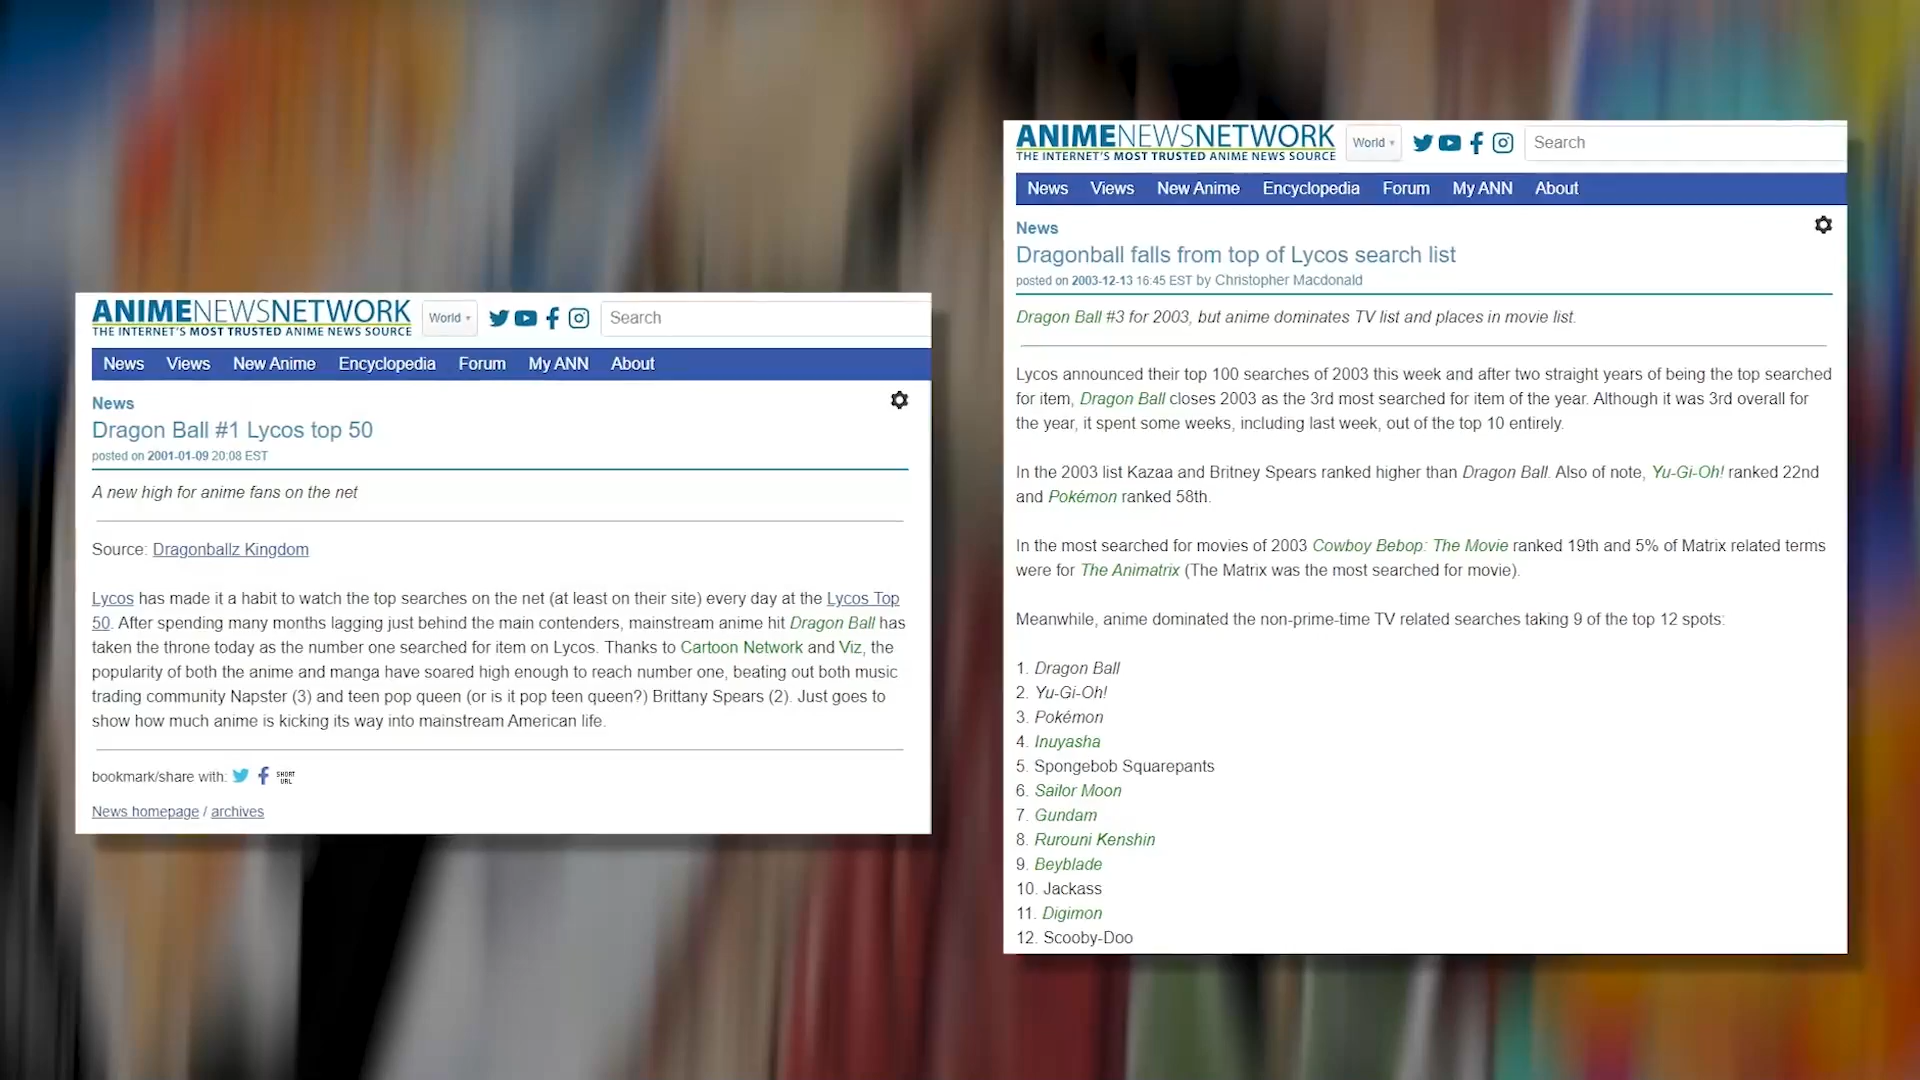 ANIMENEWSNETWORK
THE INTERNET'S MOST TRUSTED ANIME NEWS SOURCE
World
Search
News Views New Anime Encyclopedia Forum My ANN About
News
Dragon Ball #1 Lycos top 50
posted on 2001-01-09 20:08 EST
A new high for anime fans on the net
Source: Dragonballz Kingdom
Lycos has made it a habit to watch the top searches on the net (at least on their site) every day at the Lycos Top
50. After spending many months lagging just behind the main contenders, mainstream anime hit Dragon Ball has
taken the throne today as the number one searched for item on Lycos. Thanks to Cartoon Network and Viz, the
popularity of both the anime and manga have soared high enough to reach number one, beating out both music
trading community Napster (3) and teen pop queen (or is it pop teen queen?) Brittany Spears (2). Just goes to
show how much anime is kicking its way into mainstream American life.
bookmark/share with:
SHORT
URL
News homepage / archives
ANIMENEWSNETWORK
THE INTERNET'S MOST TRUSTED ANIME NEWS SOURCE
World
Search
News Views New Anime Encyclopedia Forum My ANN About
News
Dragonball falls from top of Lycos search list
posted on 2003-12-13 16:45 EST by Christopher Macdonald
Dragon Ball #3 for 2003, but anime dominates TV list and places in movie list.
Lycos announced their top 100 searches of 2003 this week and after two straight years of being the top searched
for item, Dragon Ball closes 2003 as the 3rd most searched for item of the year. Although it was 3rd overall for
the year, it spent some weeks, including last week, out of the top 10 entirely.
In the 2003 list Kazaa and Britney Spears ranked higher than Dragon Ball. Also of note, Yu-Gi-Oh! ranked 22nd
and Pokémon ranked 58th.
In the most searched for movies of 2003 Cowboy Bebop: The Movie ranked 19th and 5% of Matrix related terms
were for The Animatrix (The Matrix was the most searched for movie).
Meanwhile, anime dominated the non-prime-time TV related searches taking 9 of the top 12 spots:
1. Dragon Ball
2. Yu-Gi-Oh!
3. Pokémon
4. Inuyasha
5. Spongebob Squarepants
6. Sailor Moon
7. Gundam
8. Rurouni Kenshin
9. Beyblade
10. Jackass
11. Digimon
12. Scooby-Doo